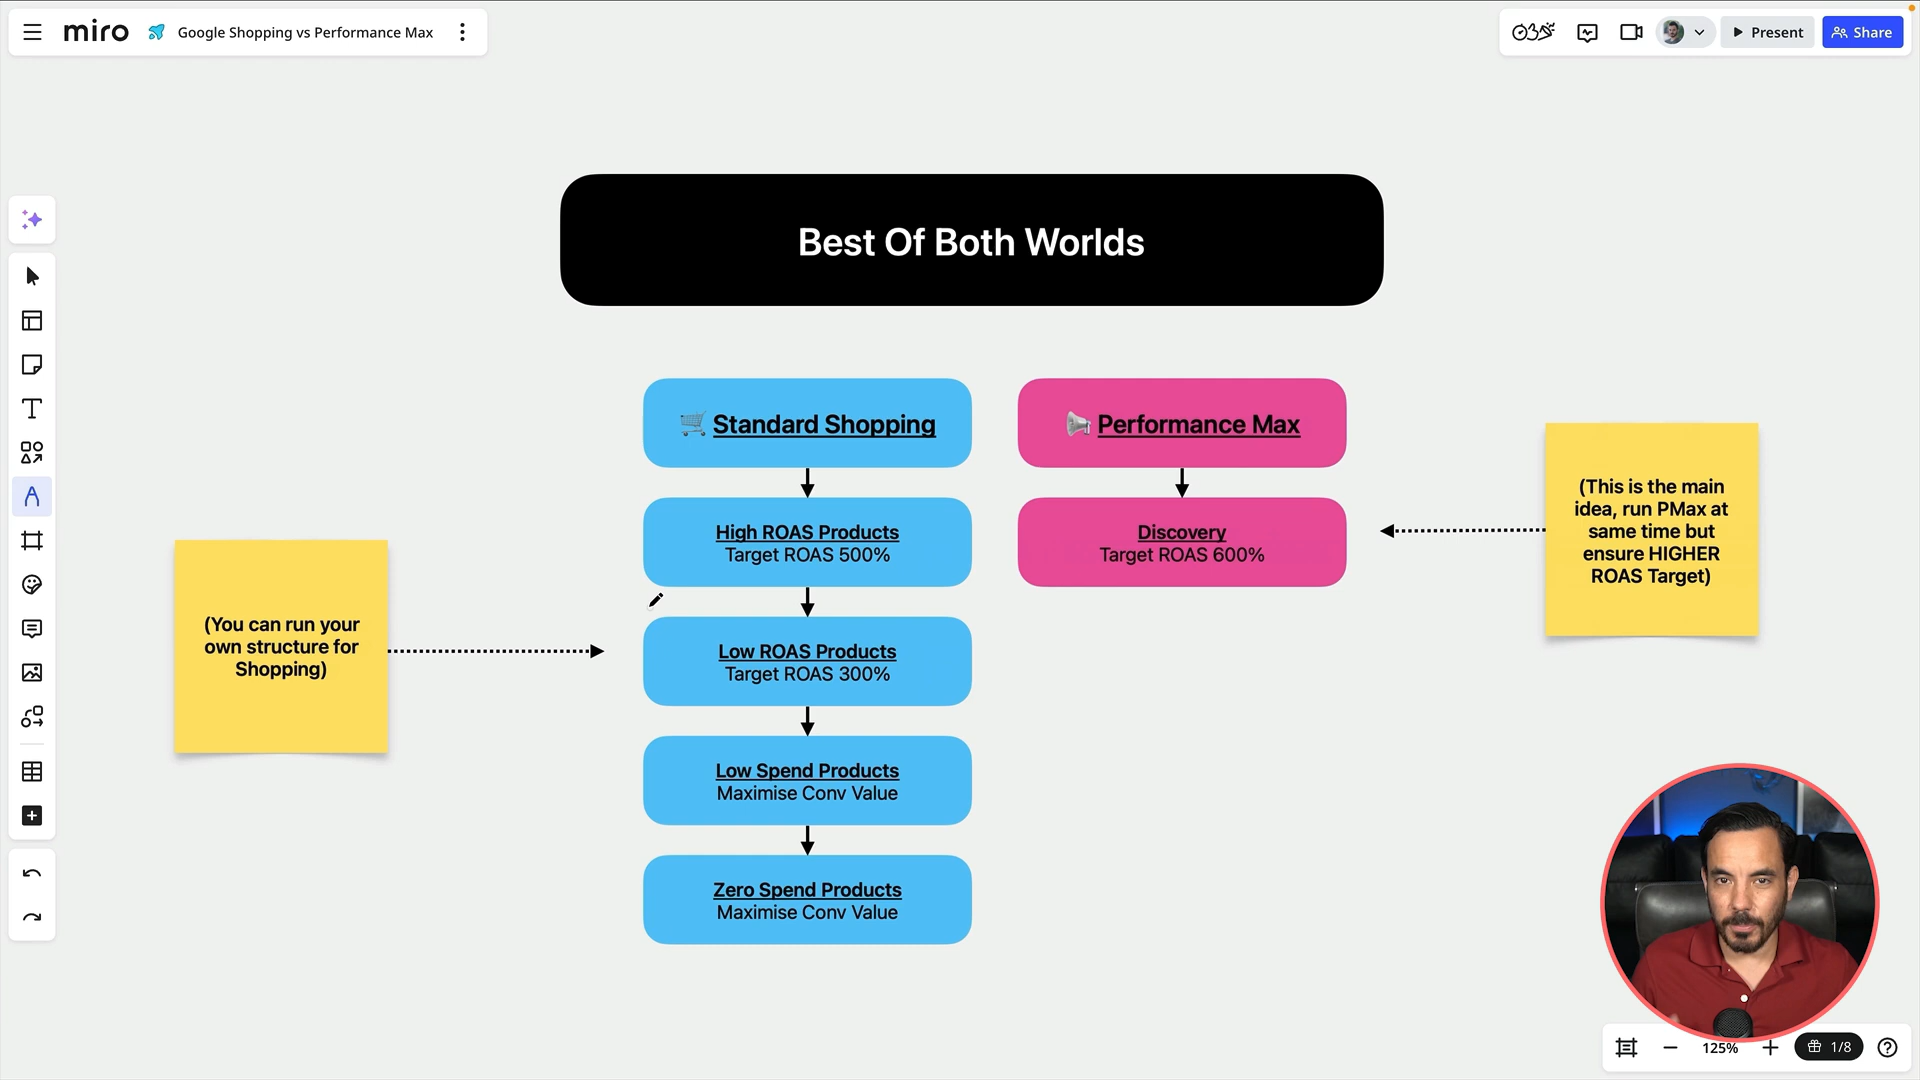 miro
Google Shopping vs Performance Max
Present
Share
Best Of Both Worlds
Standard Shopping
Performance Max
High ROAS Products
Target ROAS 500%
Discovery
Target ROAS 600%
(This is the main
idea, run PMax at
same time but
ensure HIGHER
ROAS Target)
(You can run your
own structure for
Shopping)
Low ROAS Products
Target ROAS 300%
Low Spend Products
Maximise Conv Value
Zero Spend Products
Maximise Conv Value
125%
1/8